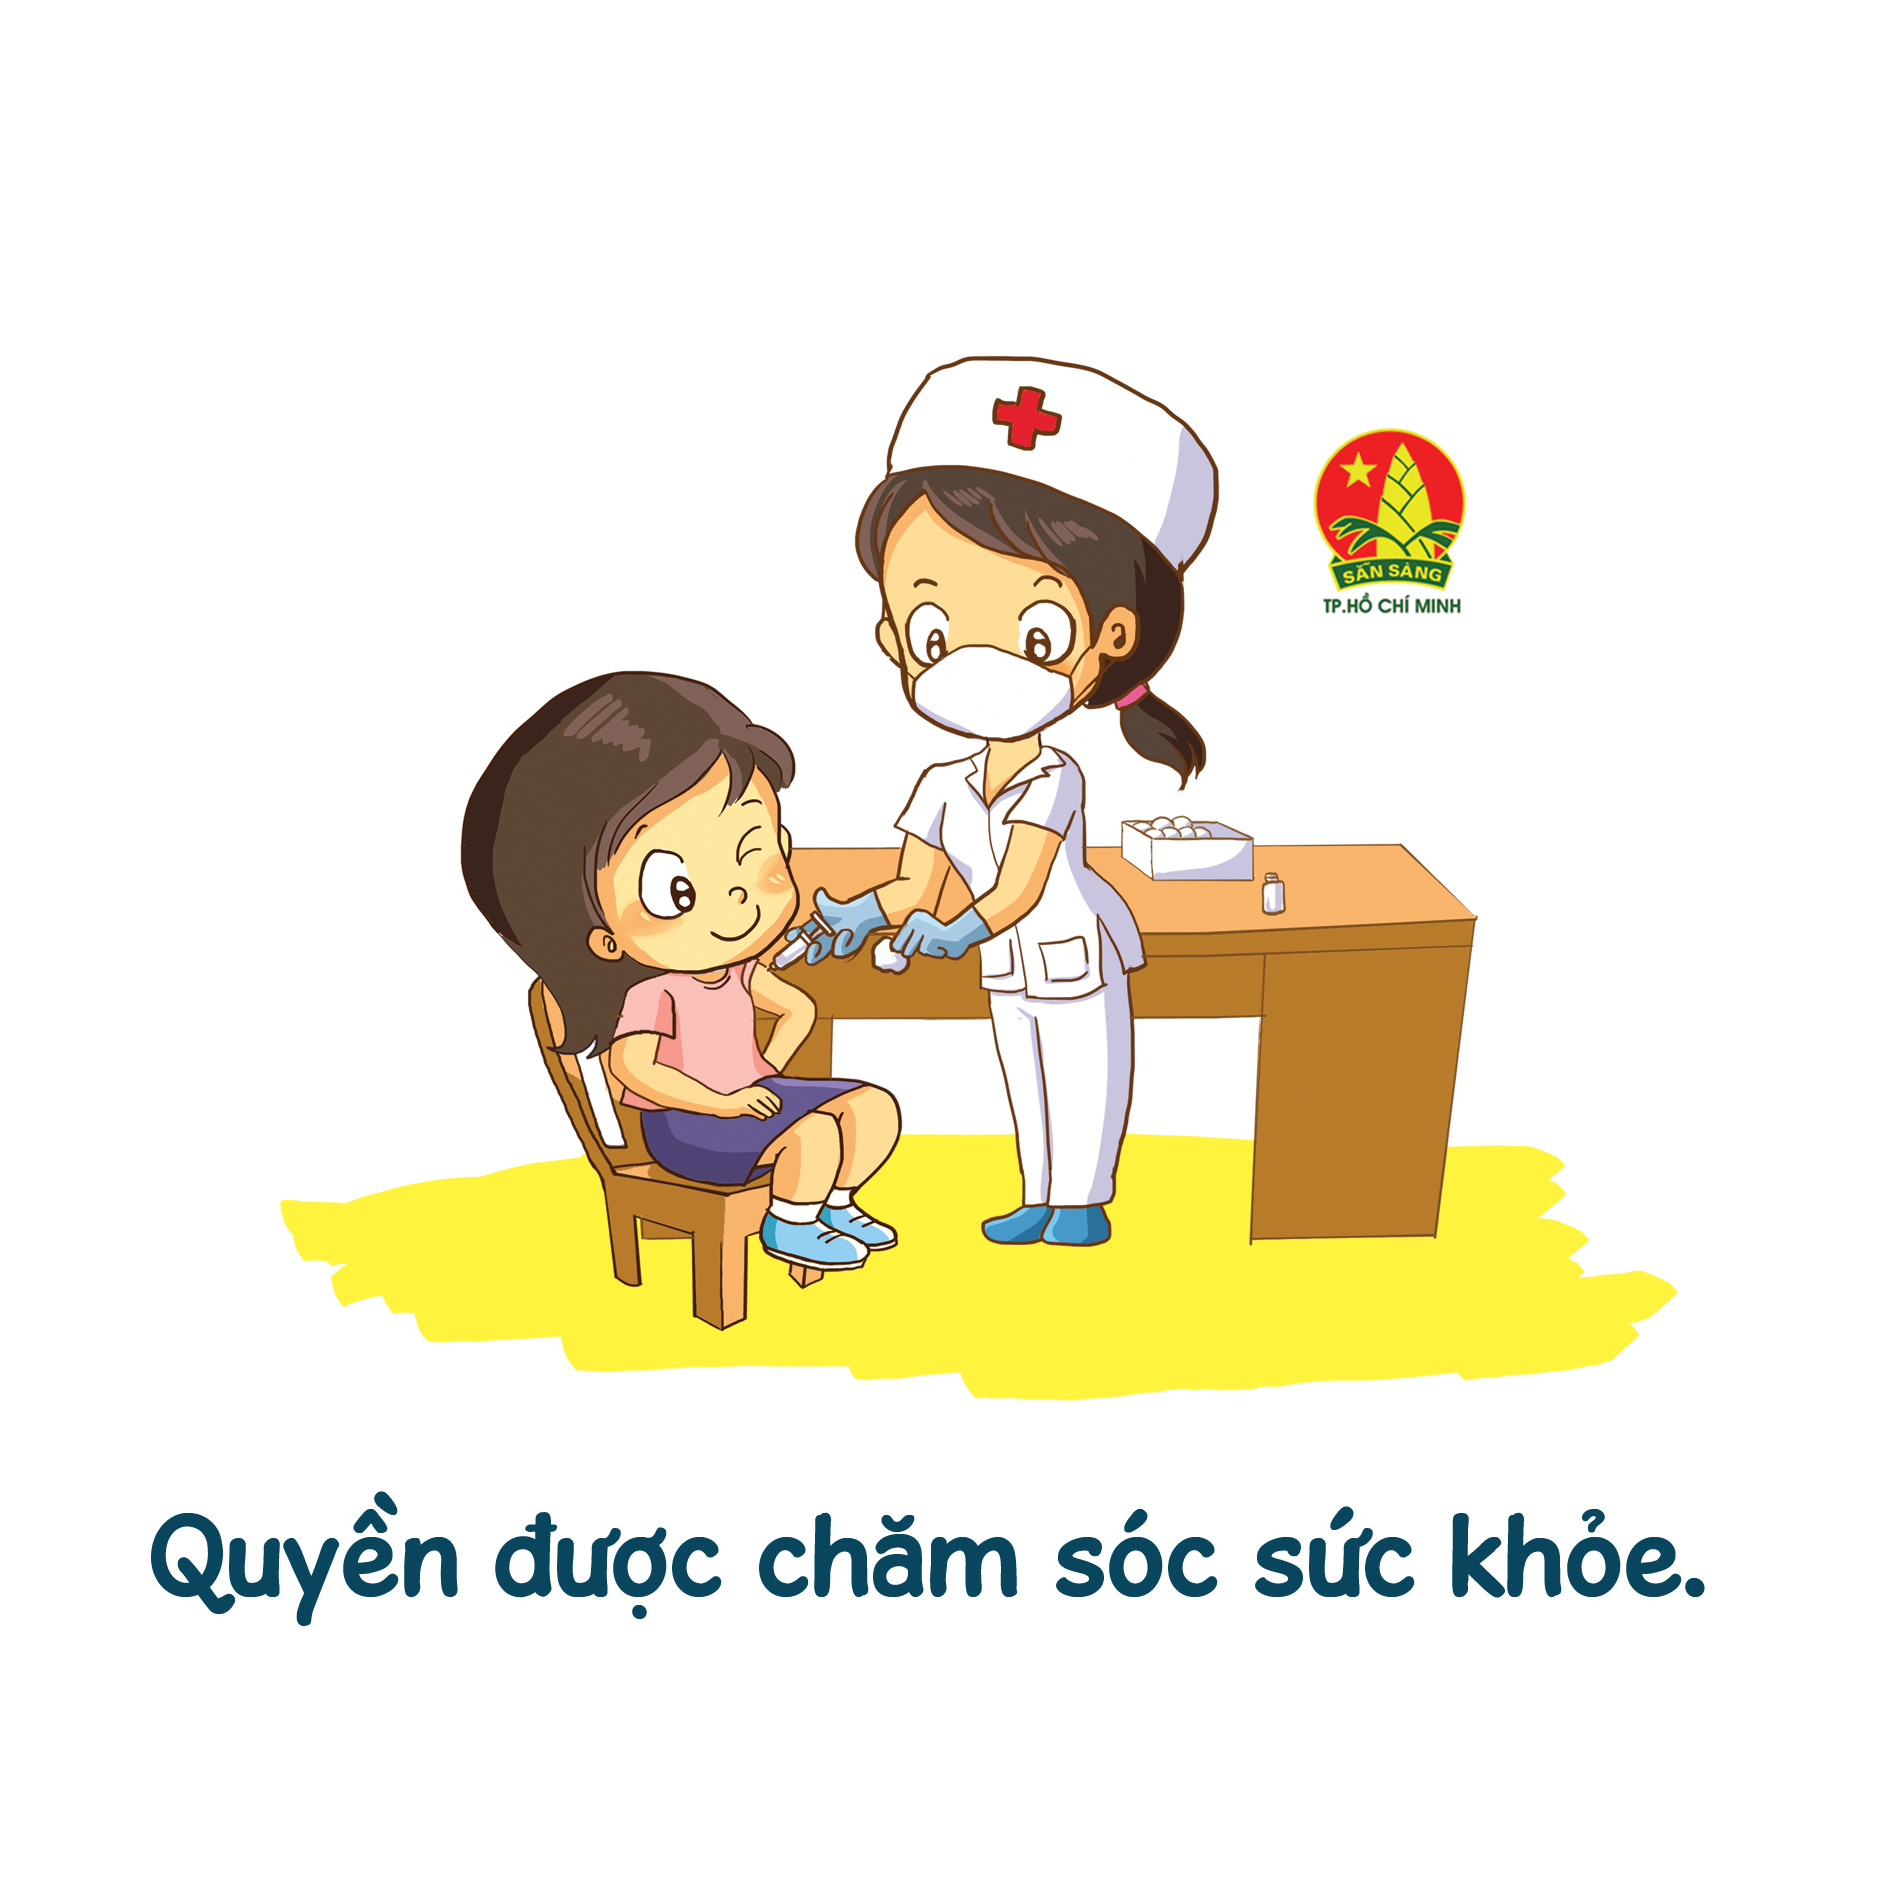 SẴN SÀNG
TP.HỒ CHÍ MINH
Quyền được chăm sóc sức khỏe.